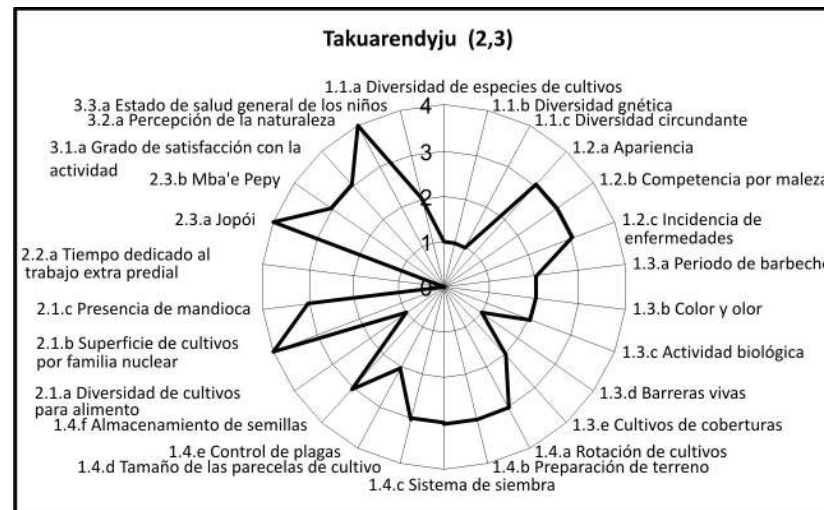 Takuarendyju (2,3)
1.1.a Diversidad de especies de cultivos
1.1.b Diversidad gnética
1.1.c Diversidad circundante
1.2.a Apariencia
1.2.b Competencia por maleza
1.2.c Incidencia de
enfermedades
1.3.a Periodo de barbecho
1.3.b Color y olor
1.3.c Actividad biológica
1.3.d Barreras vivas
1.3.e Cultivos de coberturas
1.4.a Rotación de cultivos
1.4.b Preparación de terreno
1.4.c Sistema de siembra
1.4.d Tamaño de las parecelas de cultivo
1.4.e Control de plagas
1.4.f Almacenamiento de semillas
2.1.a Diversidad de cultivos
para alimento
2.1.b Superficie de cultivos
por familia nuclear
2.1.c Presencia de mandioca
2.2.a Tiempo dedicado al
trabajo extra predial
2.3.a Jopói
2.3.b Mba'e Pepy
3.1.a Grado de satisfacción con la
actividad
3.2.a Percepción de la naturaleza
3.3.a Estado de salud general de los niños
4
3
2
1
0